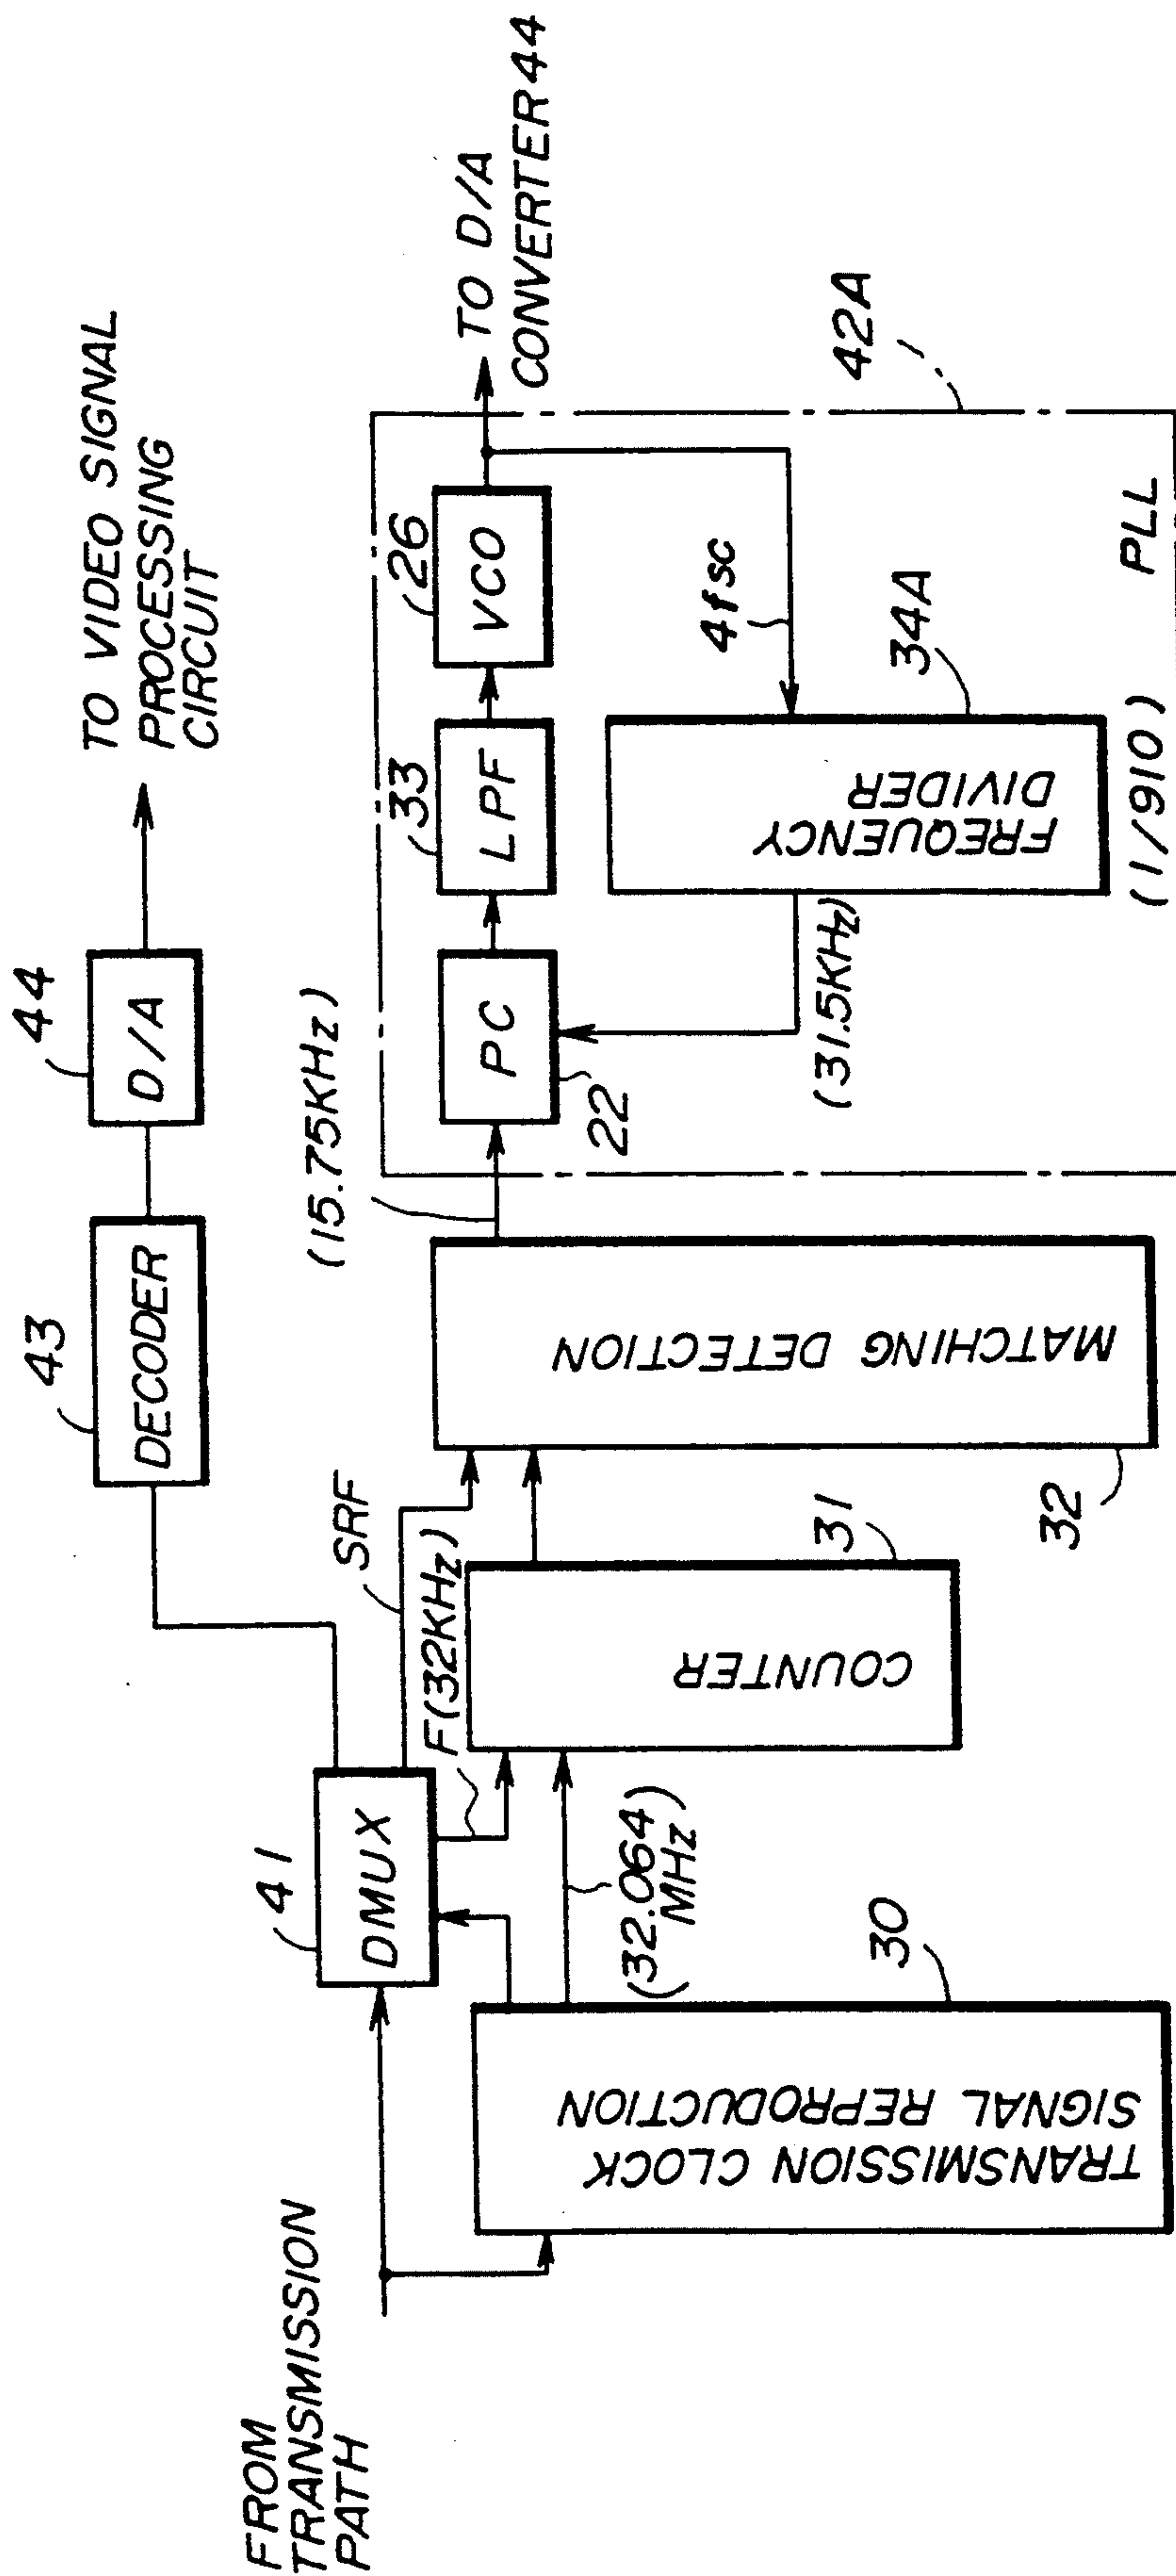 FROM
TRANSMISSION
PATH
TRANSMISSION CLOCK
SIGNAL REPRODUCTION
30
41
DMUX
(32.064)
MHz
F(32KHz)
SRF
COUNTER
31
43
DECODER
44
D/A
TO VIDEO SIGNAL
PROCESSING
CIRCUIT
MATCHING DETECTION
32
(15.75KHz)
PC
22
33
LPF
26
VCO
TO D/A
CONVERTER 44
(31.5KHz)
FREQUENCY
DIVIDER
34A
4fsc
(1/910)
PLL
42A